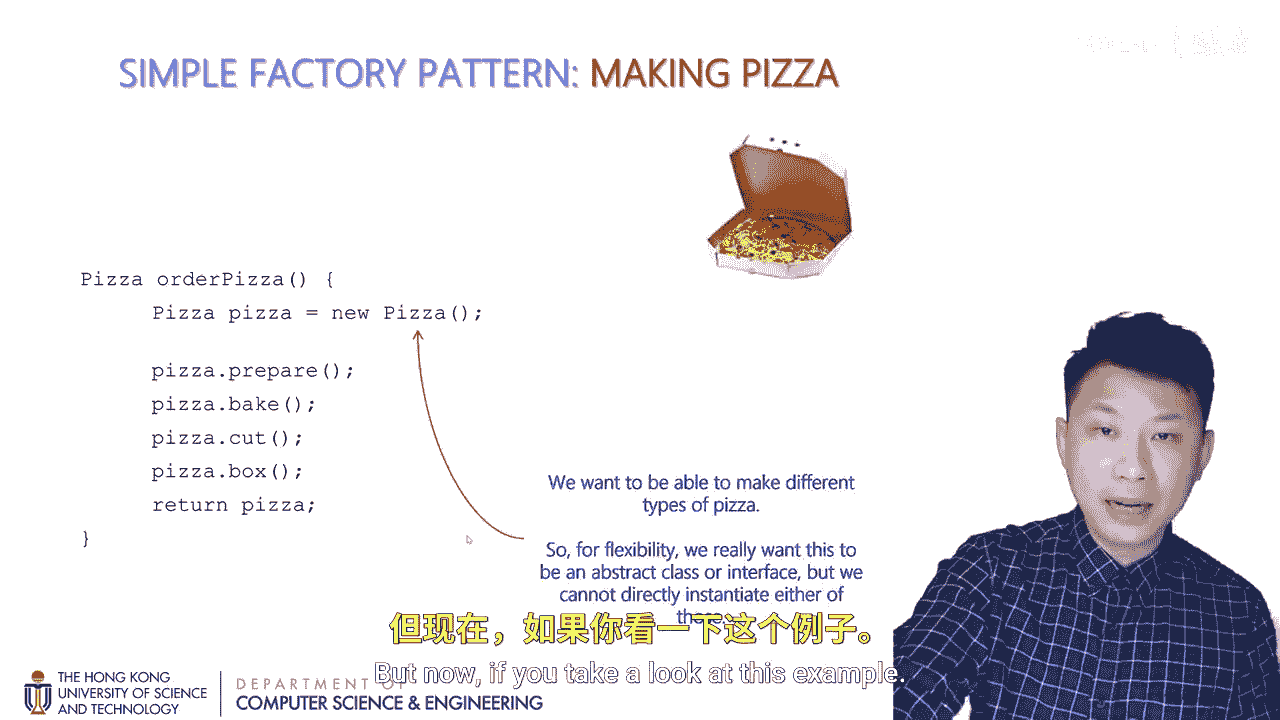 SIMPLE FACTORY PATTERN: MAKING PIZZA
Pizza orderPizza() {
Pizza pizza = new Pizza();
pizza.prepare();
pizza.bake();
pizza.cut();
pizza.box();
return pizza;
}
We want to be able to make different
types of pizza.
So, for flexibility, we really want this to
be an abstract class or interface, but we
cannot directly instantiate either of
但现在，如果你看一下这个例子。
But now, if you take a look at this example.
THE HONG KONG
UNIVERSITY OF SCIENCE
AND TECHNOLOGY
DEPARTMENT OF
COMPUTER SCIENCE & ENGINEERING